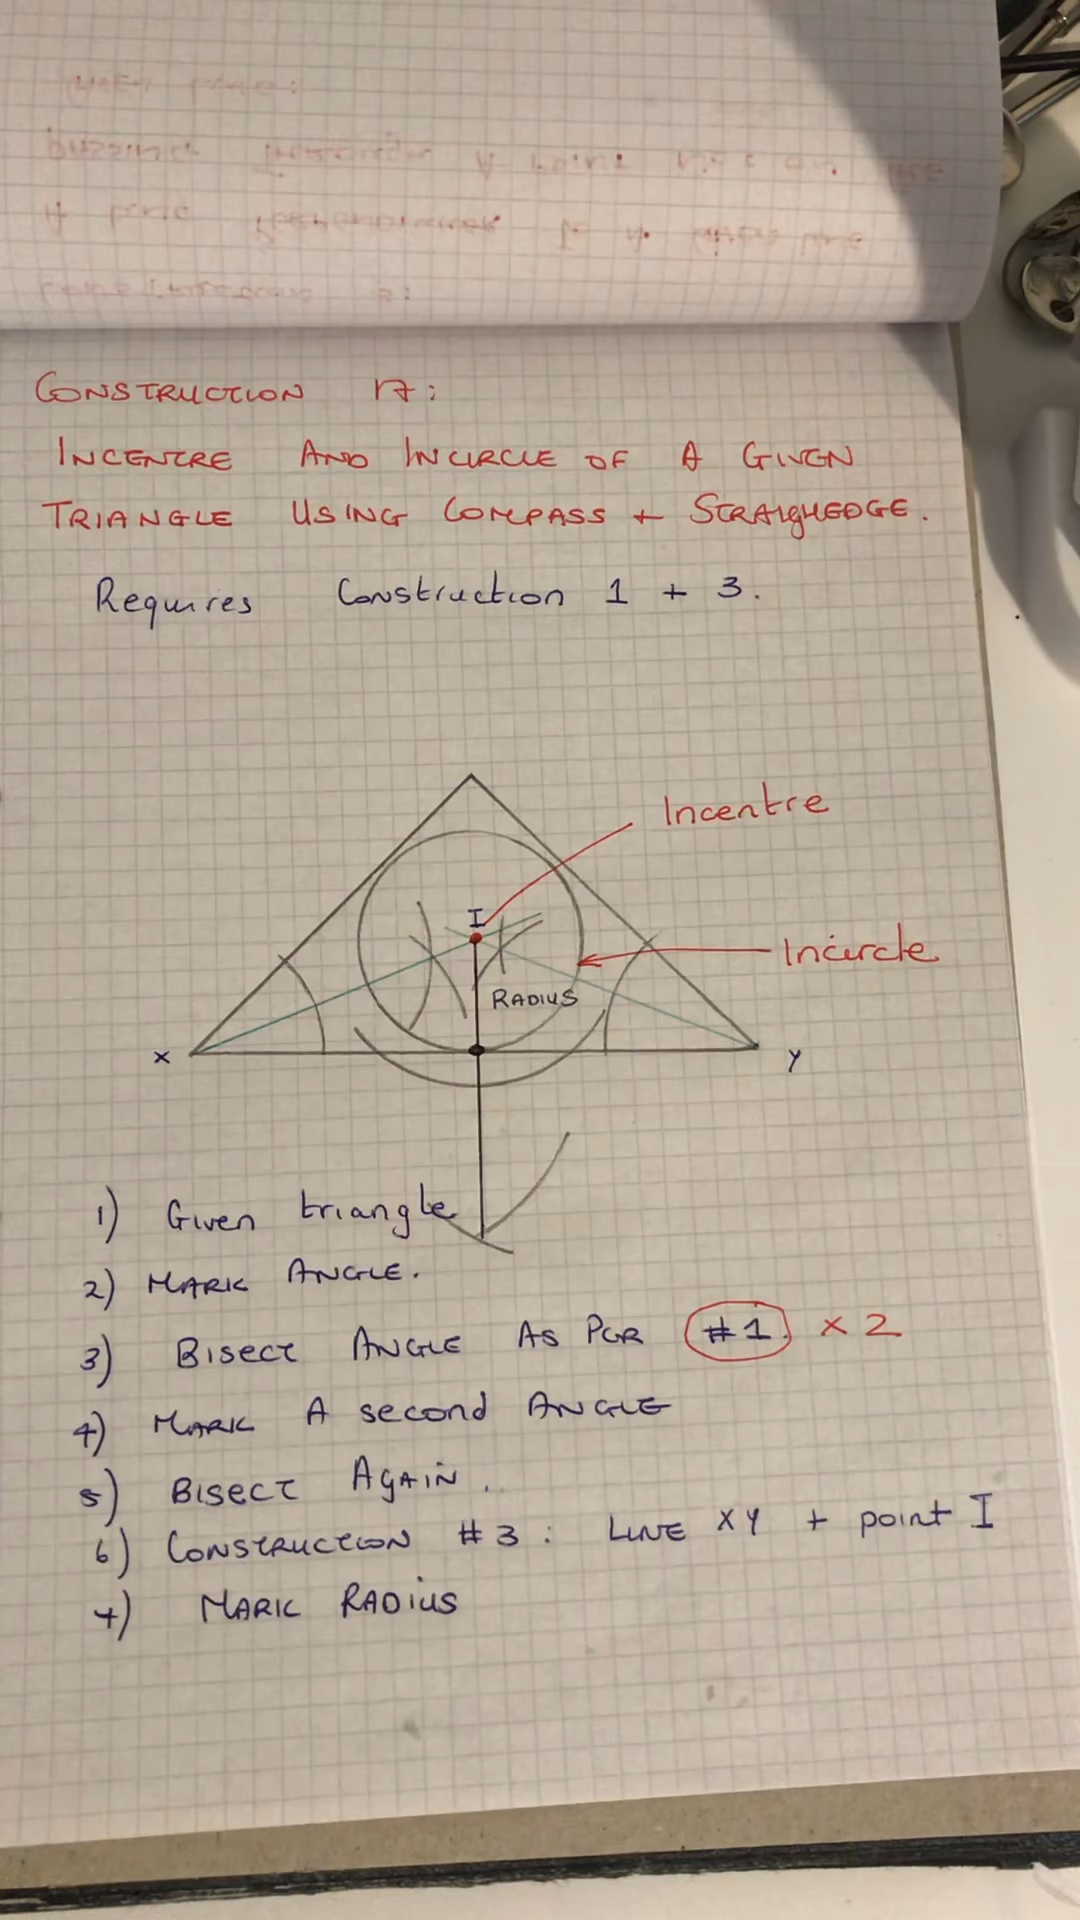 CONSTRUCTION 17:
INCENTRE AND INCIRCLE OF A GIVEN
TRIANGLE USING COMPASS + STRAIGHEDGE.
Requires Construction 1 + 3.
Incentre
I
Incircle
RADIUS
X
Y
1) Given triangle
2) MARK ANGLE.
3) BISECT ANGLE AS PER #1. X 2
4) MARK A second ANGLE
5) BISECT AGAIN.
6) CONSTRUCTION #3: LINE XY + point I
7) MARK RADIUS